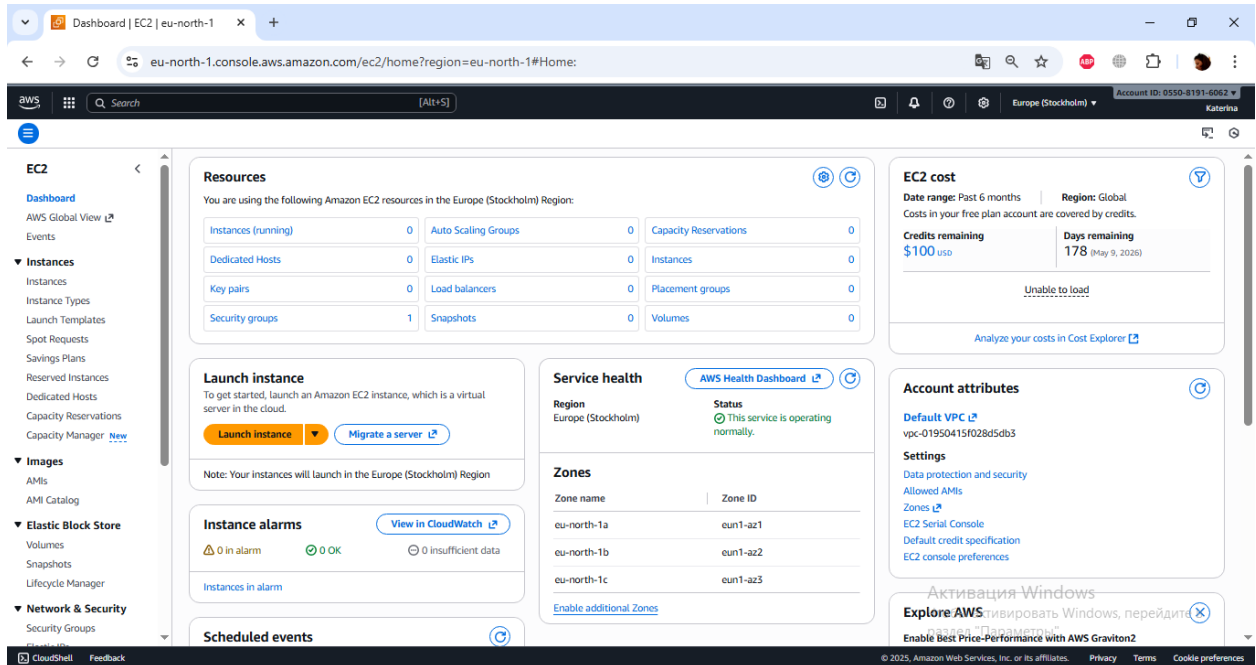 Dashboard | EC2 | eu-north-1
eu-north-1.console.aws.amazon.com/ec2/home?region=eu-north-1#Home:
ABP
aws
Search
[Alt+S]
Europe (Stockholm)
Account ID: 0550-8191-6062
Katerina
EC2
Dashboard
AWS Global View
Events
Instances
Instances
Instance Types
Launch Templates
Spot Requests
Savings Plans
Reserved Instances
Dedicated Hosts
Capacity Reservations
Capacity Manager New
Images
AMIs
AMI Catalog
Elastic Block Store
Volumes
Snapshots
Lifecycle Manager
Network & Security
Security Groups
Resources
You are using the following Amazon EC2 resources in the Europe (Stockholm) Region:
Instances (running) 0
Auto Scaling Groups 0
Capacity Reservations 0
Dedicated Hosts 0
Elastic IPs 0
Instances 0
Key pairs 0
Load balancers 0
Placement groups 0
Security groups 1
Snapshots 0
Volumes 0
Launch instance
To get started, launch an Amazon EC2 instance, which is a virtual
server in the cloud.
Launch instance
Migrate a server
Note: Your instances will launch in the Europe (Stockholm) Region
Instance alarms
View in CloudWatch
0 in alarm
0 OK
0 insufficient data
Instances in alarm
Scheduled events
Service health
AWS Health Dashboard
Region
Europe (Stockholm)
Status
This service is operating
normally.
Zones
Zone name Zone ID
eu-north-1a eun1-az1
eu-north-1b eun1-az2
eu-north-1c eun1-az3
Enable additional Zones
EC2 cost
Date range: Past 6 months
Region: Global
Costs in your free plan account are covered by credits.
Credits remaining
$100 USD
Days remaining
178 (May 9, 2026)
Unable to load
Analyze your costs in Cost Explorer
Account attributes
Default VPC
vpc-01950415f028d5db3
Settings
Data protection and security
Allowed AMIs
Zones
EC2 Serial Console
Default credit specification
EC2 console preferences
Активация Windows
активировать Windows, перейдите
раздел "Параметры".
Explore AWS
Enable Best Price-Performance with AWS Graviton2
CloudShell
Feedback
© 2025, Amazon Web Services, Inc. or its affiliates.
Privacy
Terms
Cookie preferences